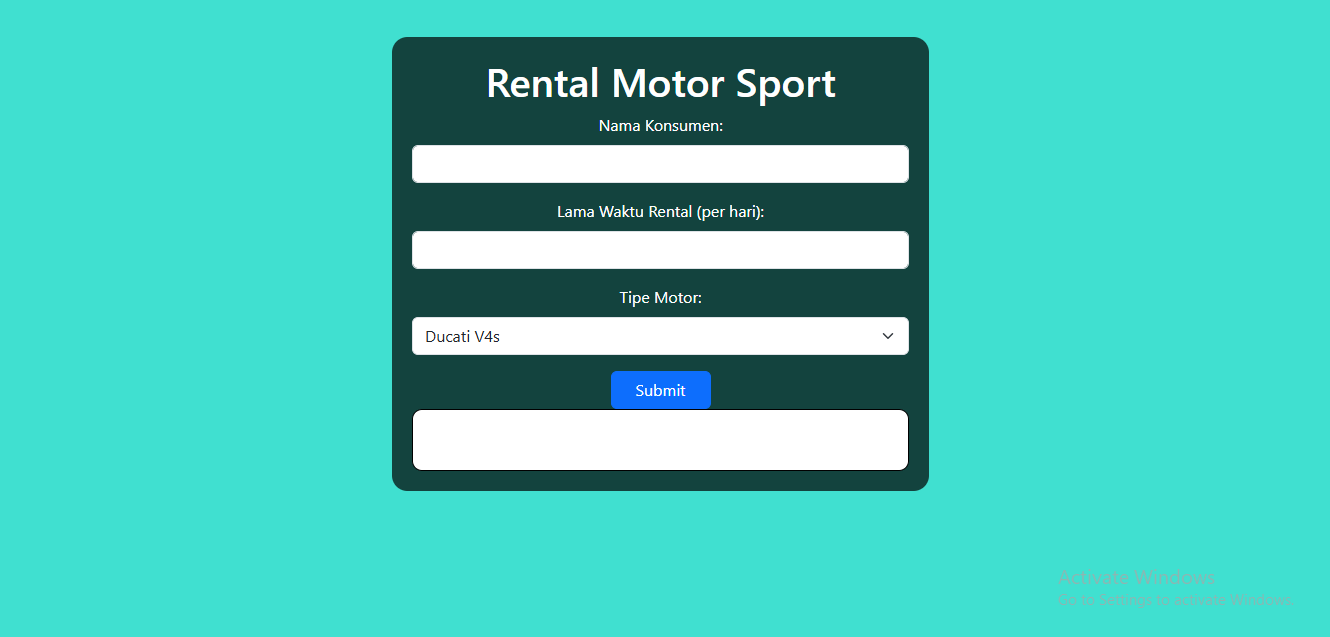 Rental Motor Sport
Nama Konsumen:
Lama Waktu Rental (per hari):
Tipe Motor:
Ducati V4s
Submit
Activate Windows
Go to Settings to activate Windows.